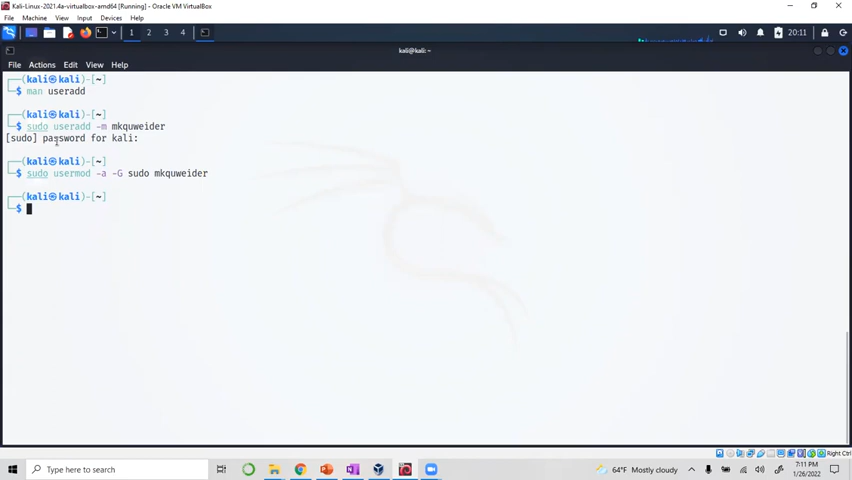 Kali-Linux-2021.4a-virtualbox-amd64 [Running] - Oracle VM VirtualBox
File Machine View Input Devices Help
1 2 3 4 20:11
kali@kali: ~
File Actions Edit View Help
┌──(kali㉿kali)-[~]
└─$ man useradd
┌──(kali㉿kali)-[~]
└─$ sudo useradd -m mkquweider
[sudo] password for kali:
┌──(kali㉿kali)-[~]
└─$ sudo usermod -a -G sudo mkquweider
┌──(kali㉿kali)-[~]
└─$
Right Ctrl
Type here to search
64°F Mostly cloudy
7:11 PM
1/26/2022